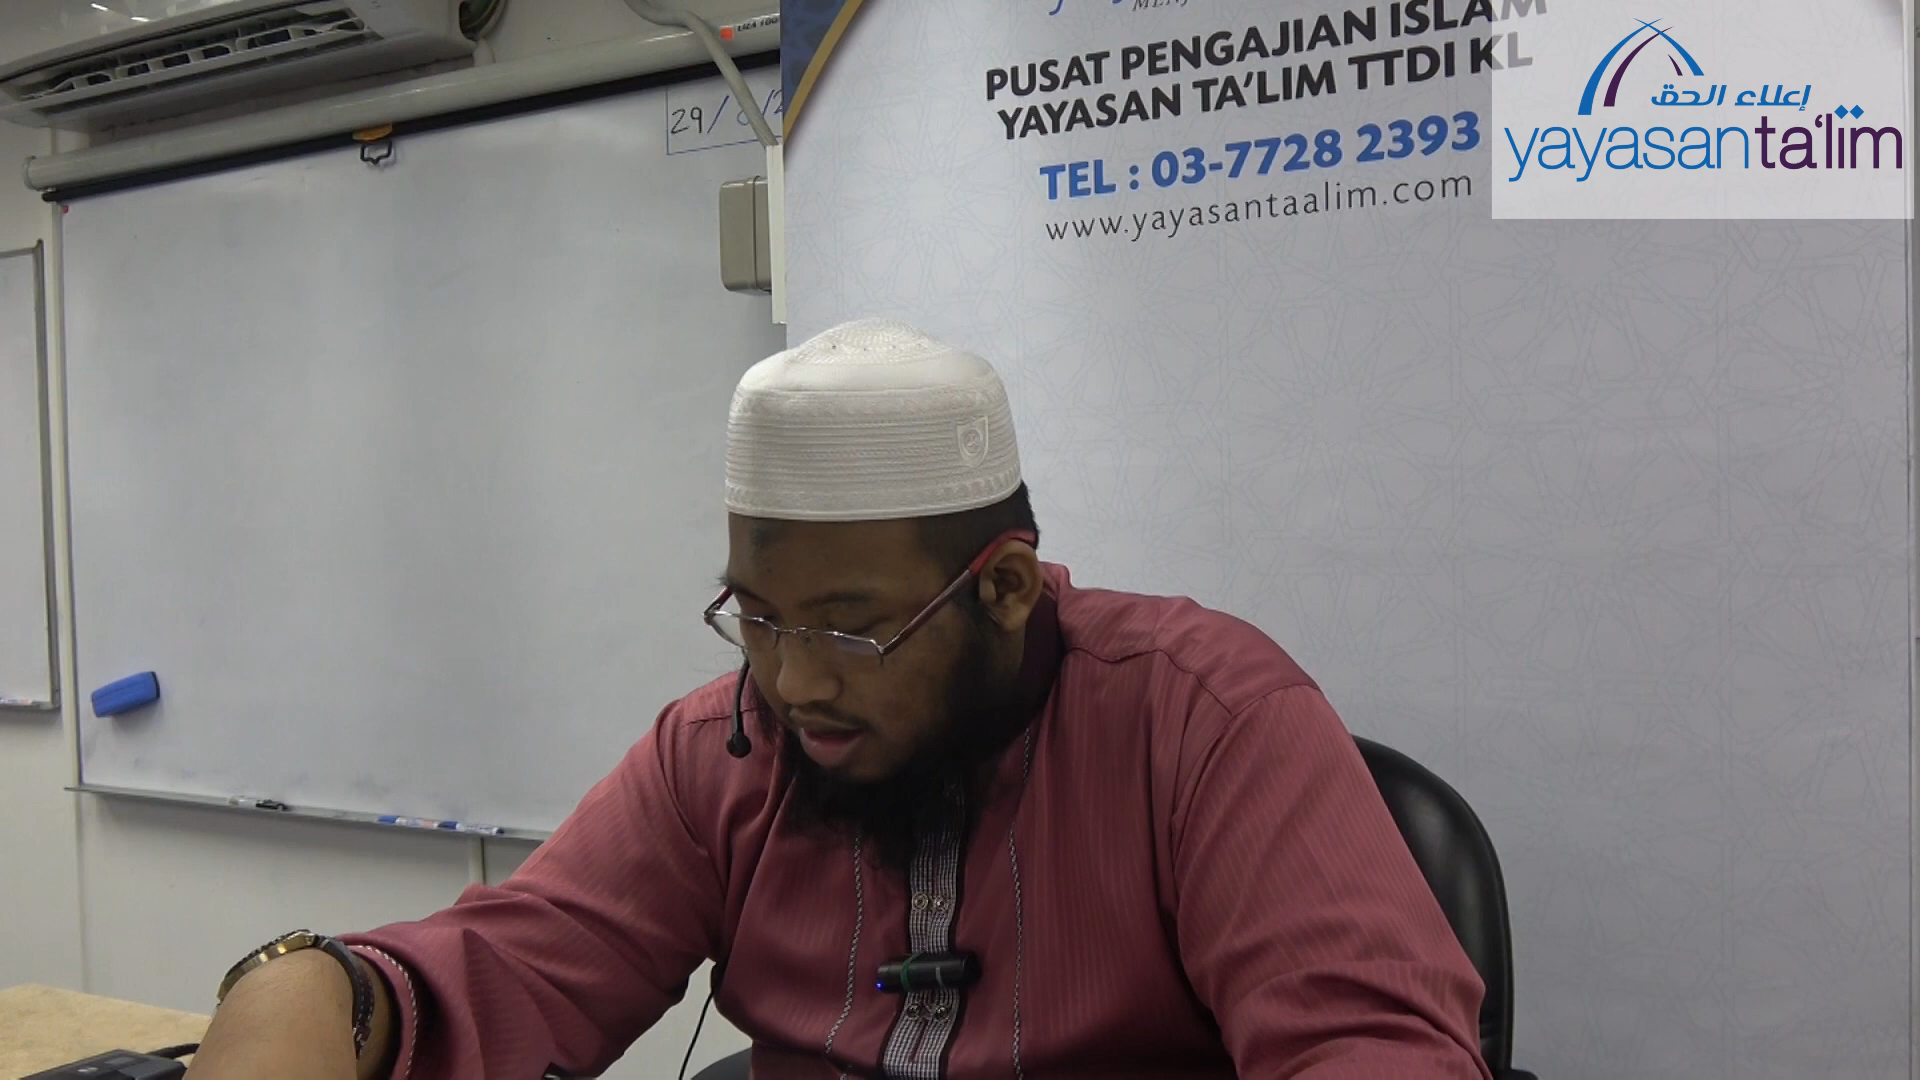 PUSAT PENGAJIAN ISLAM
YAYASAN TA'LIM TTDI KL
TEL : 03-7728 2393
www.yayasantaalim.com
إعلاء الحق
yayasanta'lim
29/